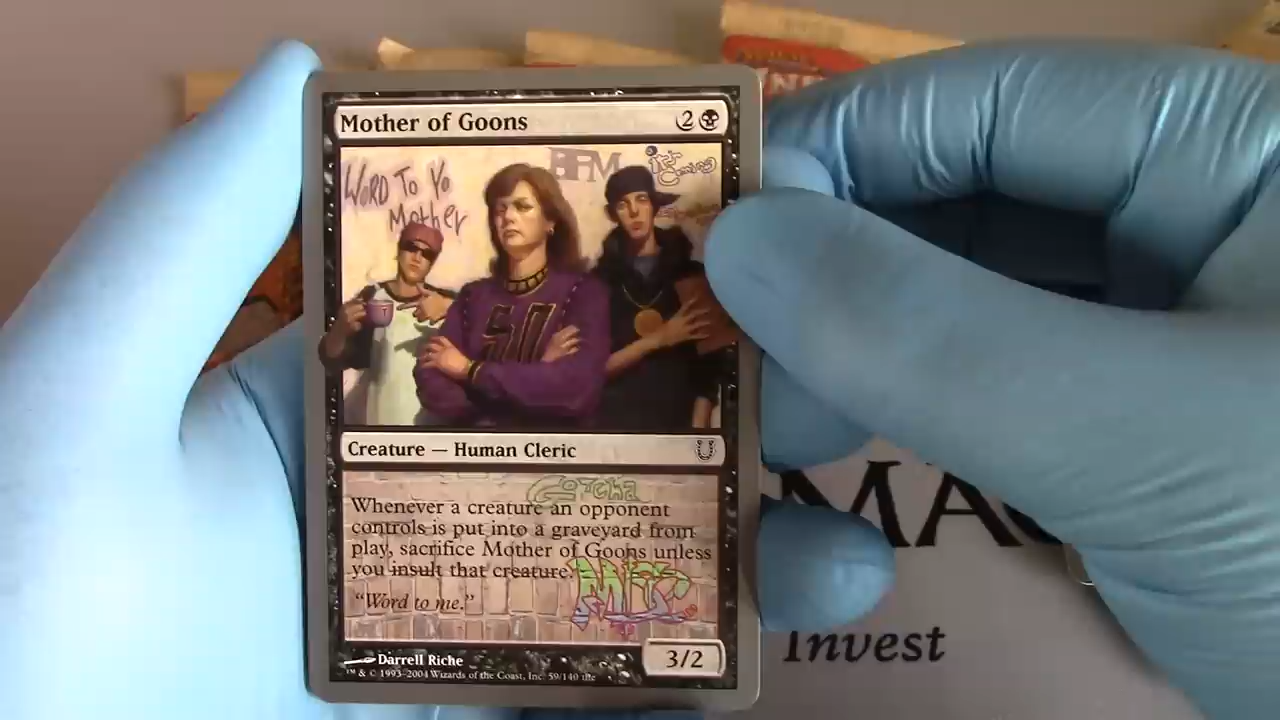 Mother of Goons 2
WORD TO YO
MotHer
BFM
Creature — Human Cleric
Gotcha
Whenever a creature an opponent
controls is put into a graveyard from
play, sacrifice Mother of Goons unless
you insult that creature.
"Word to me."
Darrell Riche
3/2
™ & © 1993-2004 Wizards of the Coast, Inc. 59/140
Invest